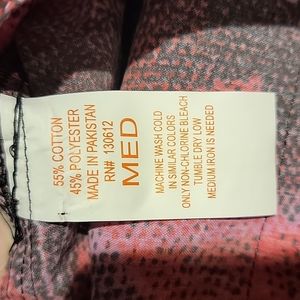 55% COTTON
45% POLYESTER
MADE IN PAKISTAN
RN# 130612
MED
MACHINE WASH COLD
IN SIMILAR COLORS
ONLY NON-CHLORINE BLEACH
TUMBLE DRY LOW
MEDIUM IRON IS NEEDED